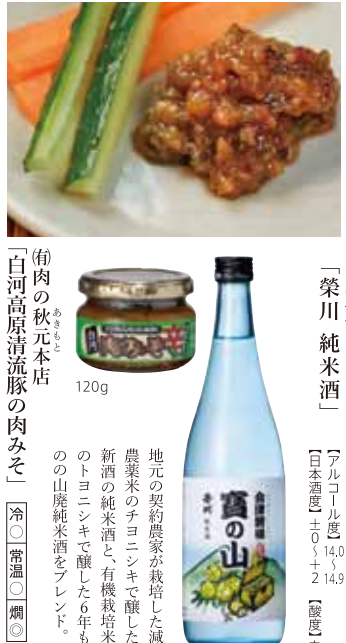 「榮川 純米酒」
【アルコール度】14.0～14.9
【日本酒度】±0～+2 【酸度】
會津磐梯
寶の山
地元の契約農家が栽培した減
農薬米のチヨニシキで醸した
新酒の純米酒と、有機栽培米
のトヨニシキで醸した6年も
のの山廃純米酒をブレンド。
冷○ 常温○ 燗◎
120g
㈲肉の秋元本店
あきもと
「白河高原清流豚の肉みそ」